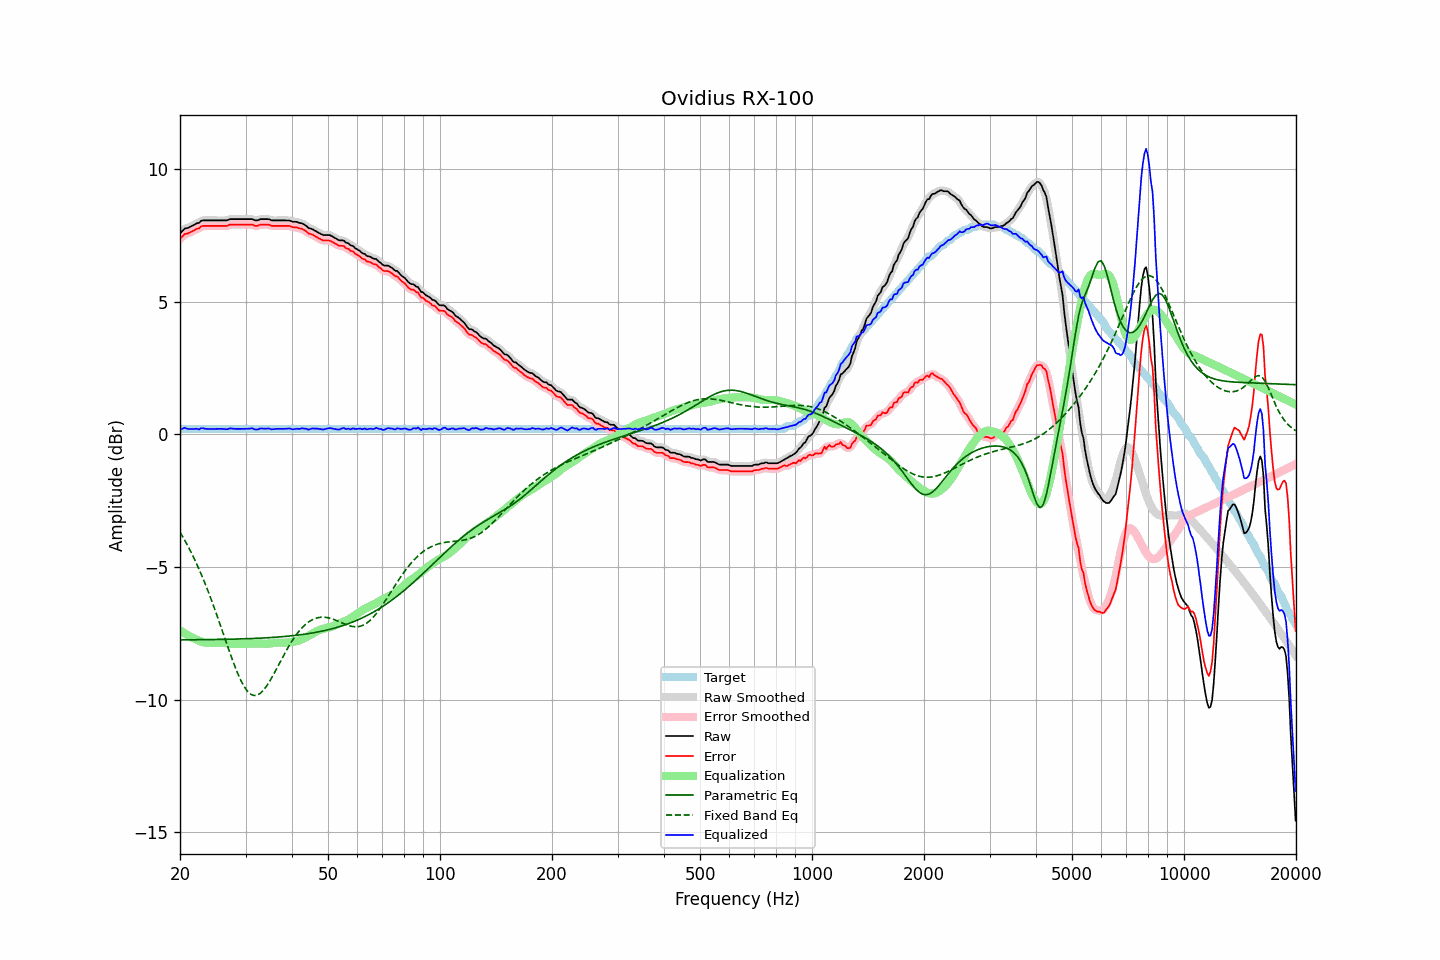 Ovidius RX-100
Amplitude (dBr)
10
5
0
−5
−10
−15
20
50
100
200
500
1000
2000
5000
10000
20000
Frequency (Hz)
Target
Raw Smoothed
Error Smoothed
Raw
Error
Equalization
Parametric Eq
Fixed Band Eq
Equalized